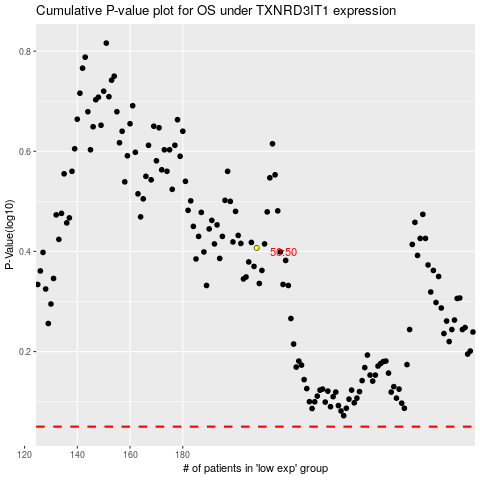 Cumulative P-value plot for OS under TXNRD3IT1 expression
P-Value(log10)
0.8
0.6
0.4
0.2
50:50
120 140 160 180
# of patients in 'low exp' group